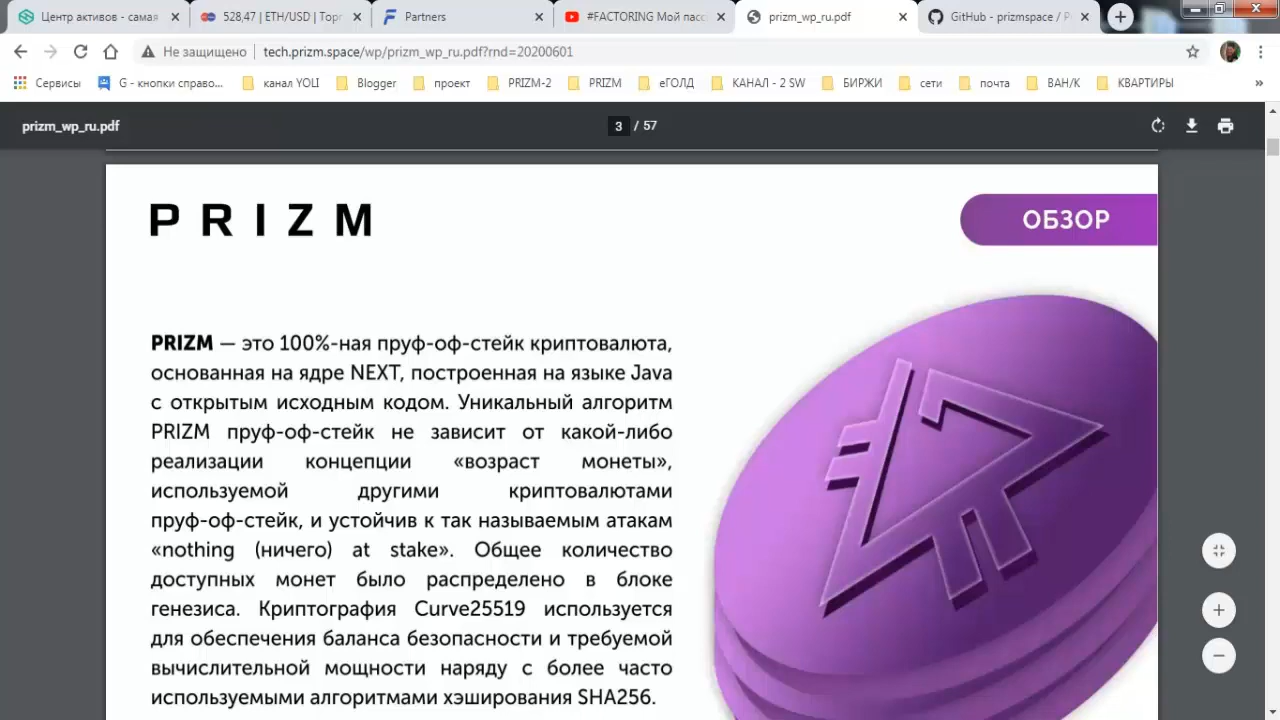 Центр активов - самая
528,47 | ETH/USD | Торг
Partners
#FACTORING Мой пасс
prizm_wp_ru.pdf
GitHub - prizmspace / P
Не защищено
tech.prizm.space/wp/prizm_wp_ru.pdf?rnd=20200601
Сервисы
G - кнопки справо...
канал YOLI
Blogger
проект
PRIZM-2
PRIZM
еГОЛД
КАНАЛ - 2 SW
БИРЖИ
сети
почта
ВАН/К
КВАРТИРЫ
»
prizm_wp_ru.pdf
3 / 57
PRIZM
ОБЗОР
PRIZM — это 100%-ная пруф-оф-стейк криптовалюта,
основанная на ядре NEXT, построенная на языке Java
с открытым исходным кодом. Уникальный алгоритм
PRIZM пруф-оф-стейк не зависит от какой-либо
реализации концепции «возраст монеты»,
используемой другими криптовалютами
пруф-оф-стейк, и устойчив к так называемым атакам
«nothing (ничего) at stake». Общее количество
доступных монет было распределено в блоке
генезиса. Криптография Curve25519 используется
для обеспечения баланса безопасности и требуемой
вычислительной мощности наряду с более часто
используемыми алгоритмами хэширования SHA256.